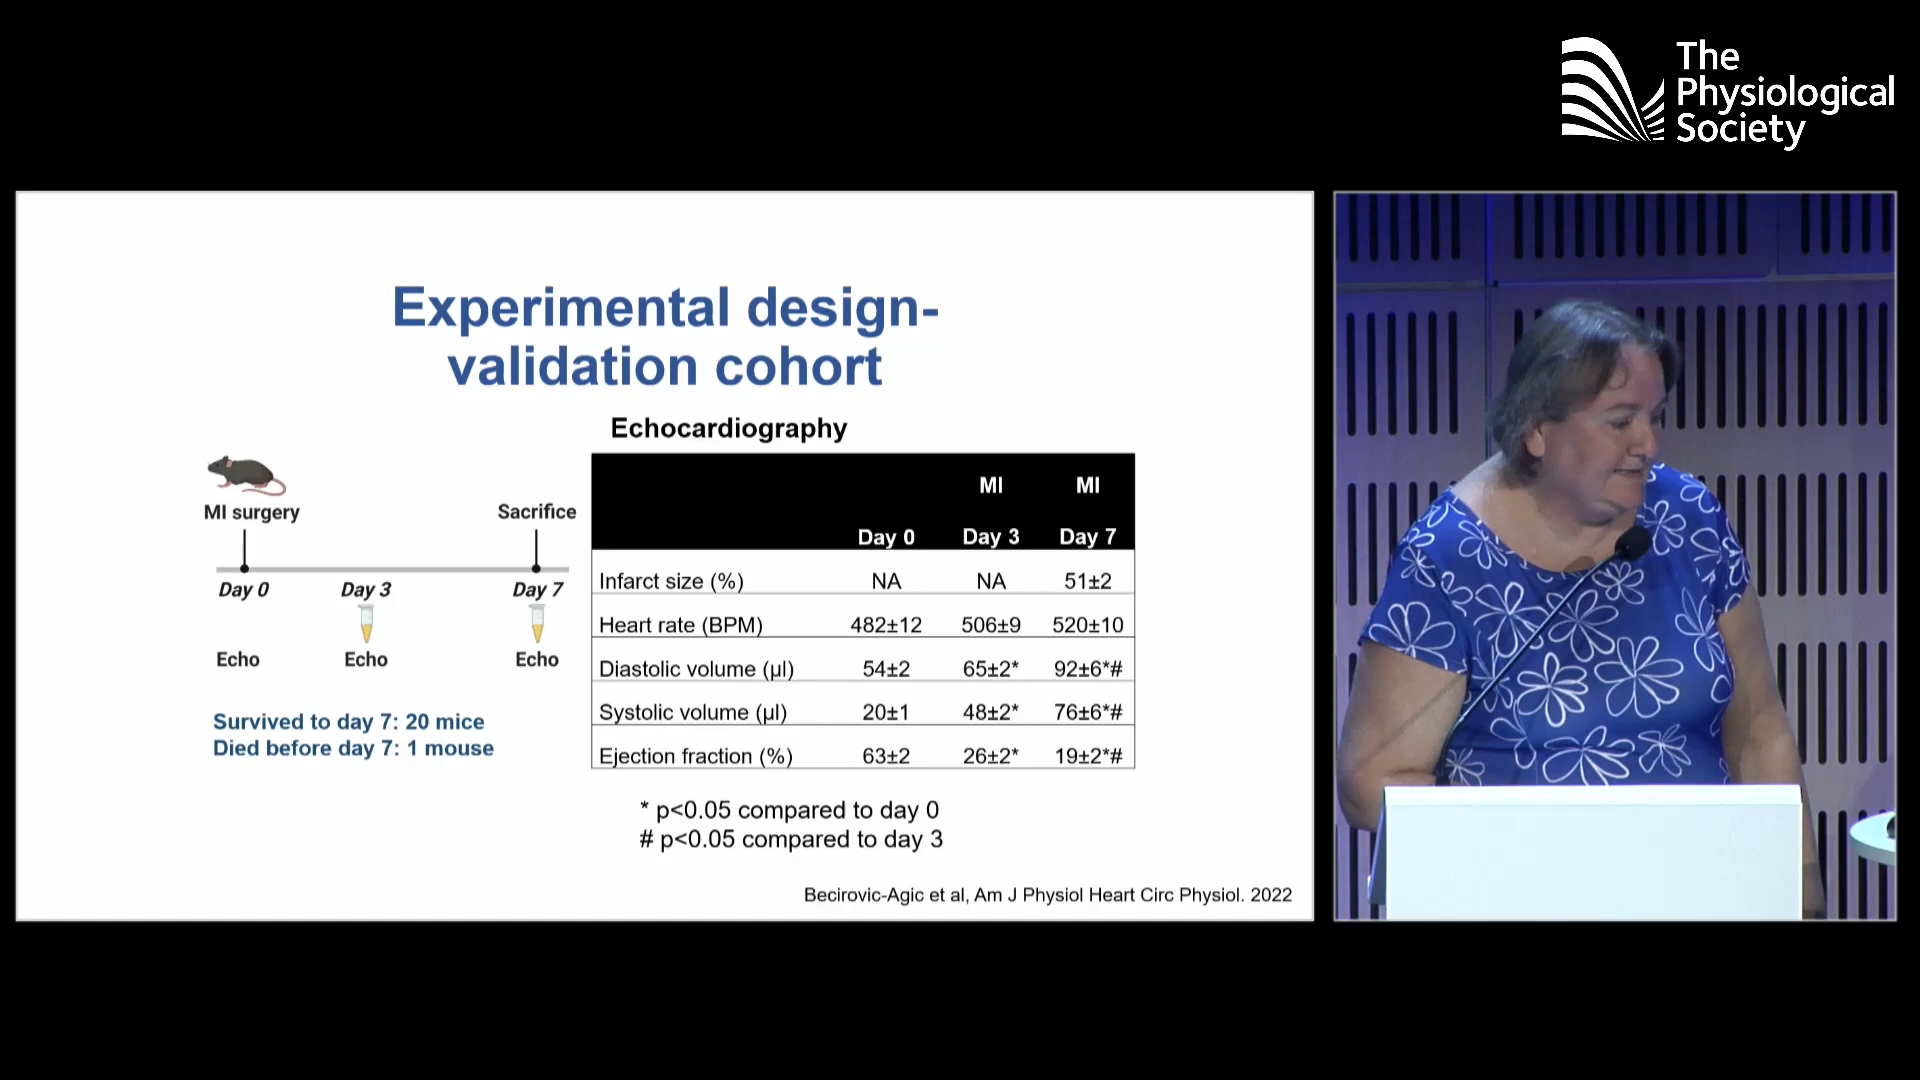 The
Physiological
Society
Experimental design-
validation cohort
Echocardiography
MI surgery
Sacrifice
Day 0
Day 3
Day 7
Echo
Echo
Echo
Survived to day 7: 20 mice
Died before day 7: 1 mouse
MI MI
Day 0 Day 3 Day 7
Infarct size (%) NA NA 51±2
Heart rate (BPM) 482±12 506±9 520±10
Diastolic volume (µl) 54±2 65±2* 92±6*#
Systolic volume (µl) 20±1 48±2* 76±6*#
Ejection fraction (%) 63±2 26±2* 19±2*#
* p<0.05 compared to day 0
# p<0.05 compared to day 3
Becirovic-Agic et al, Am J Physiol Heart Circ Physiol. 2022